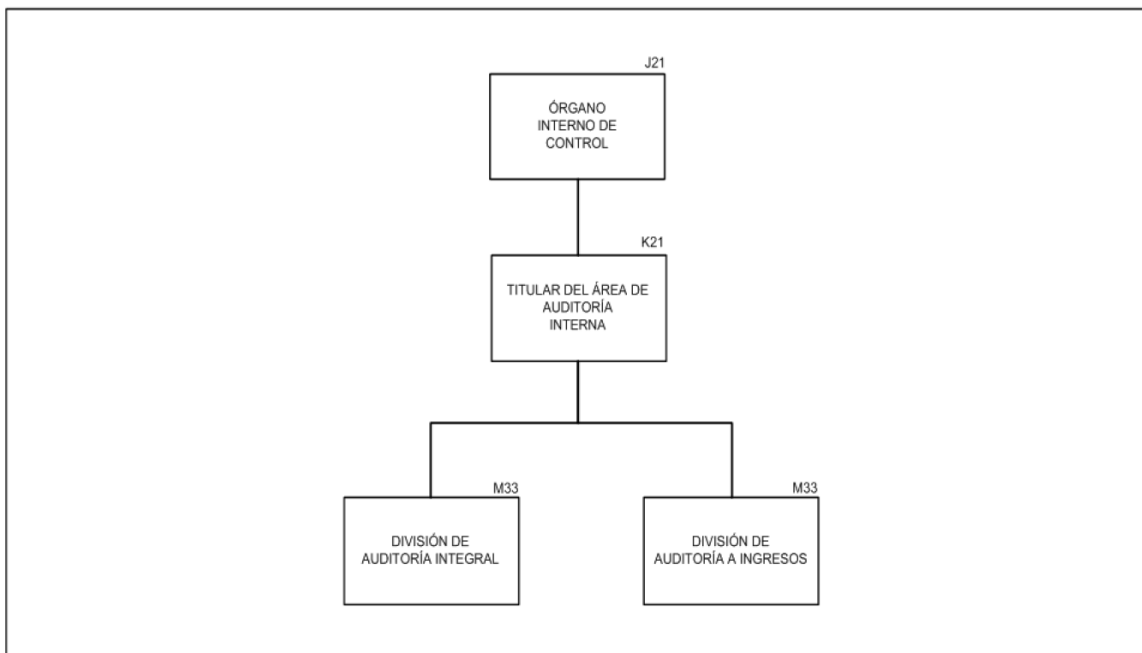 J21
ÓRGANO
INTERNO DE
CONTROL
K21
TITULAR DEL ÁREA DE
AUDITORÍA
INTERNA
M33
DIVISIÓN DE
AUDITORÍA INTEGRAL
M33
DIVISIÓN DE
AUDITORÍA A INGRESOS